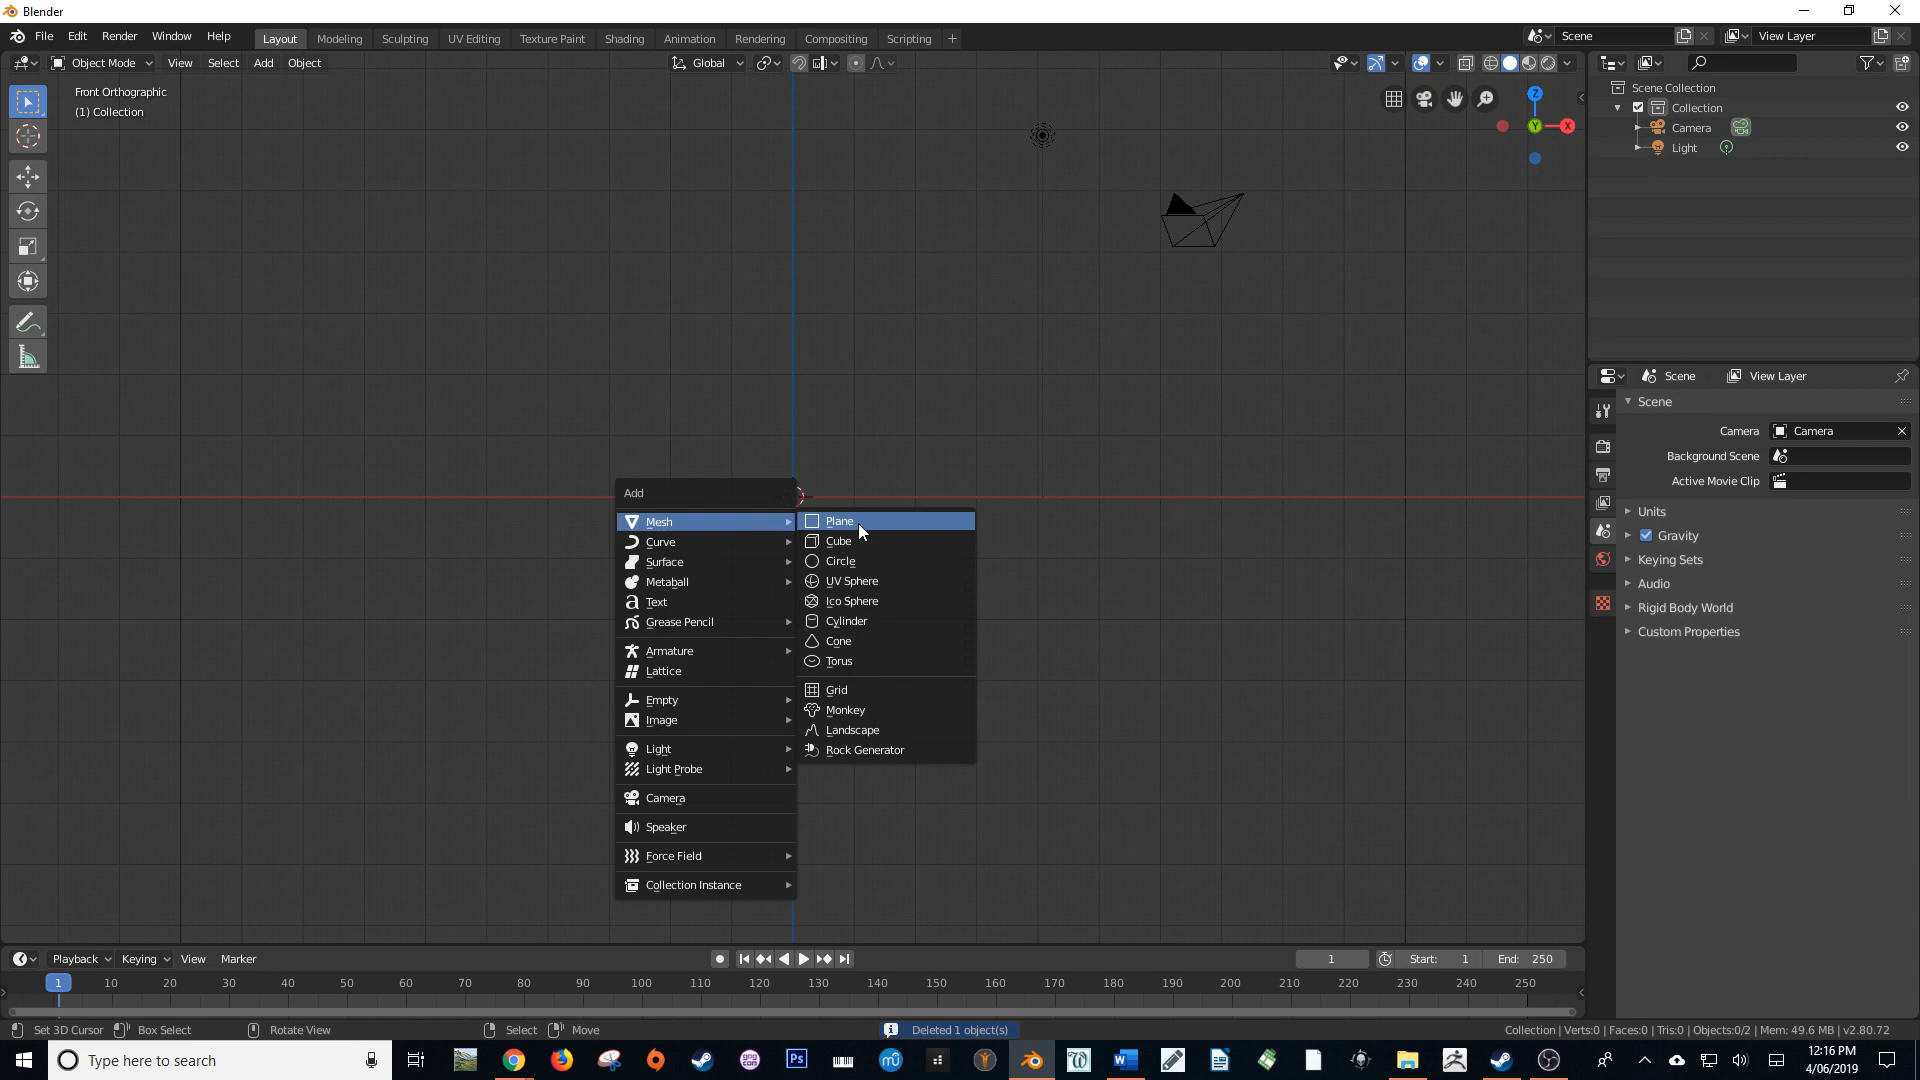 Blender
File Edit Render Window Help Layout Modeling Sculpting UV Editing Texture Paint Shading Animation Rendering Compositing Scripting + Scene View Layer
Object Mode View Select Add Object Global
Front Orthographic
(1) Collection
Z
Y X
Scene Collection
Collection
Camera
Light
Scene View Layer
Scene
Camera Camera
Background Scene
Active Movie Clip
Units
Gravity
Keying Sets
Audio
Rigid Body World
Custom Properties
Add
Mesh
Curve
Surface
Metaball
Text
Grease Pencil
Armature
Lattice
Empty
Image
Light
Light Probe
Camera
Speaker
Force Field
Collection Instance
Plane
Cube
Circle
UV Sphere
Ico Sphere
Cylinder
Cone
Torus
Grid
Monkey
Landscape
Rock Generator
Playback Keying View Marker 1 Start: 1 End: 250
1 10 20 30 40 50 60 70 80 90 100 110 120 130 140 150 160 170 180 190 200 210 220 230 240 250
Set 3D Cursor Box Select Rotate View Select Move Deleted 1 object(s) Collection | Verts:0 | Faces:0 | Tris:0 | Objects:0/2 | Mem: 49.6 MB | v2.80.72
Type here to search
12:16 PM
4/06/2019